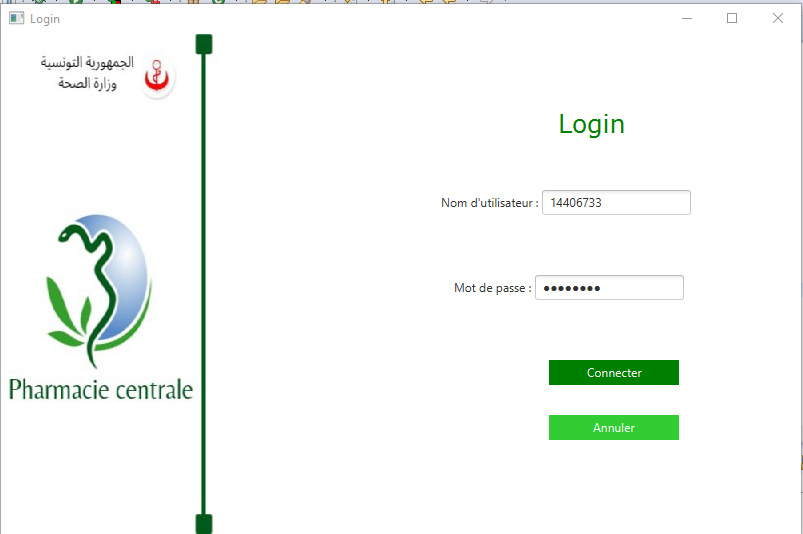 Login
الجمهورية التونسية
وزارة الصحة
Pharmacie centrale
Login
Nom d'utilisateur : 14406733
Mot de passe : ●●●●●●●●
Connecter
Annuler